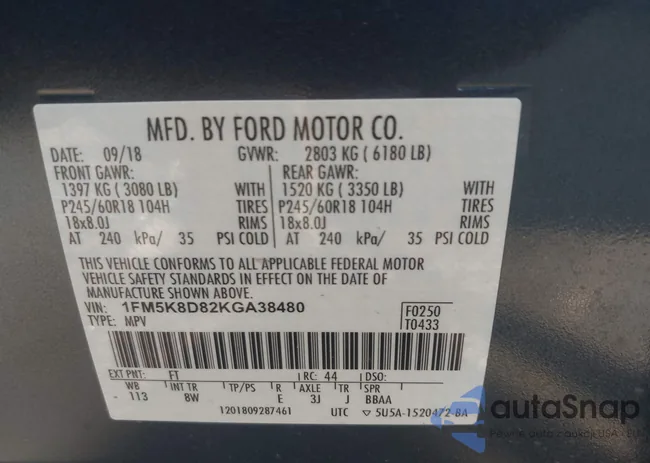 MFD. BY FORD MOTOR CO.
DATE: 09/18 GVWR: 2803 KG ( 6180 LB)
FRONT GAWR: REAR GAWR:
1397 KG ( 3080 LB) WITH 1520 KG ( 3350 LB) WITH
P245/60R18 104H TIRES P245/60R18 104H TIRES
18x8.0J RIMS 18x8.0J RIMS
AT 240 kPa/ 35 PSI COLD AT 240 kPa/ 35 PSI COLD
THIS VEHICLE CONFORMS TO ALL APPLICABLE FEDERAL MOTOR
VEHICLE SAFETY STANDARDS IN EFFECT ON THE DATE OF
MANUFACTURE SHOWN ABOVE.
VIN: 1FM5K8D82KGA38480 F0250
TYPE: MPV T0433
EXT PNT: FT RC: 44 DSO:
WB INT TR TP/PS R AXLE TR SPR
113 8W E 3J J BBAA
1201809287461 UTC ▽ 5U5A-1520472-BA
autoSnap
Pewne auta z aukcji USA i EU